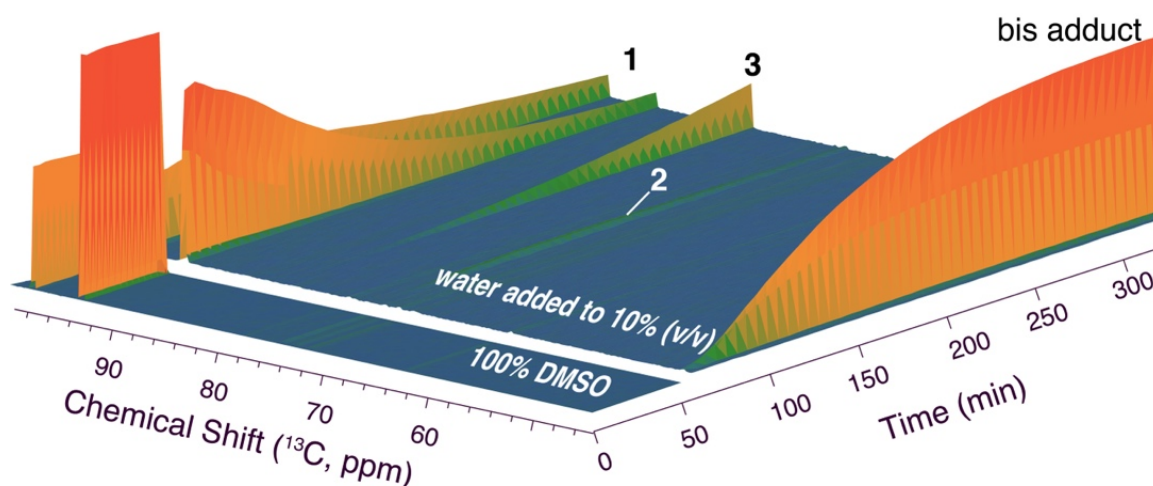 bis adduct
1
3
2
water added to 10% (v/v)
100% DMSO
90
80
70
60
Chemical Shift (¹³C, ppm)
0
50
100
150
200
250
300
Time (min)